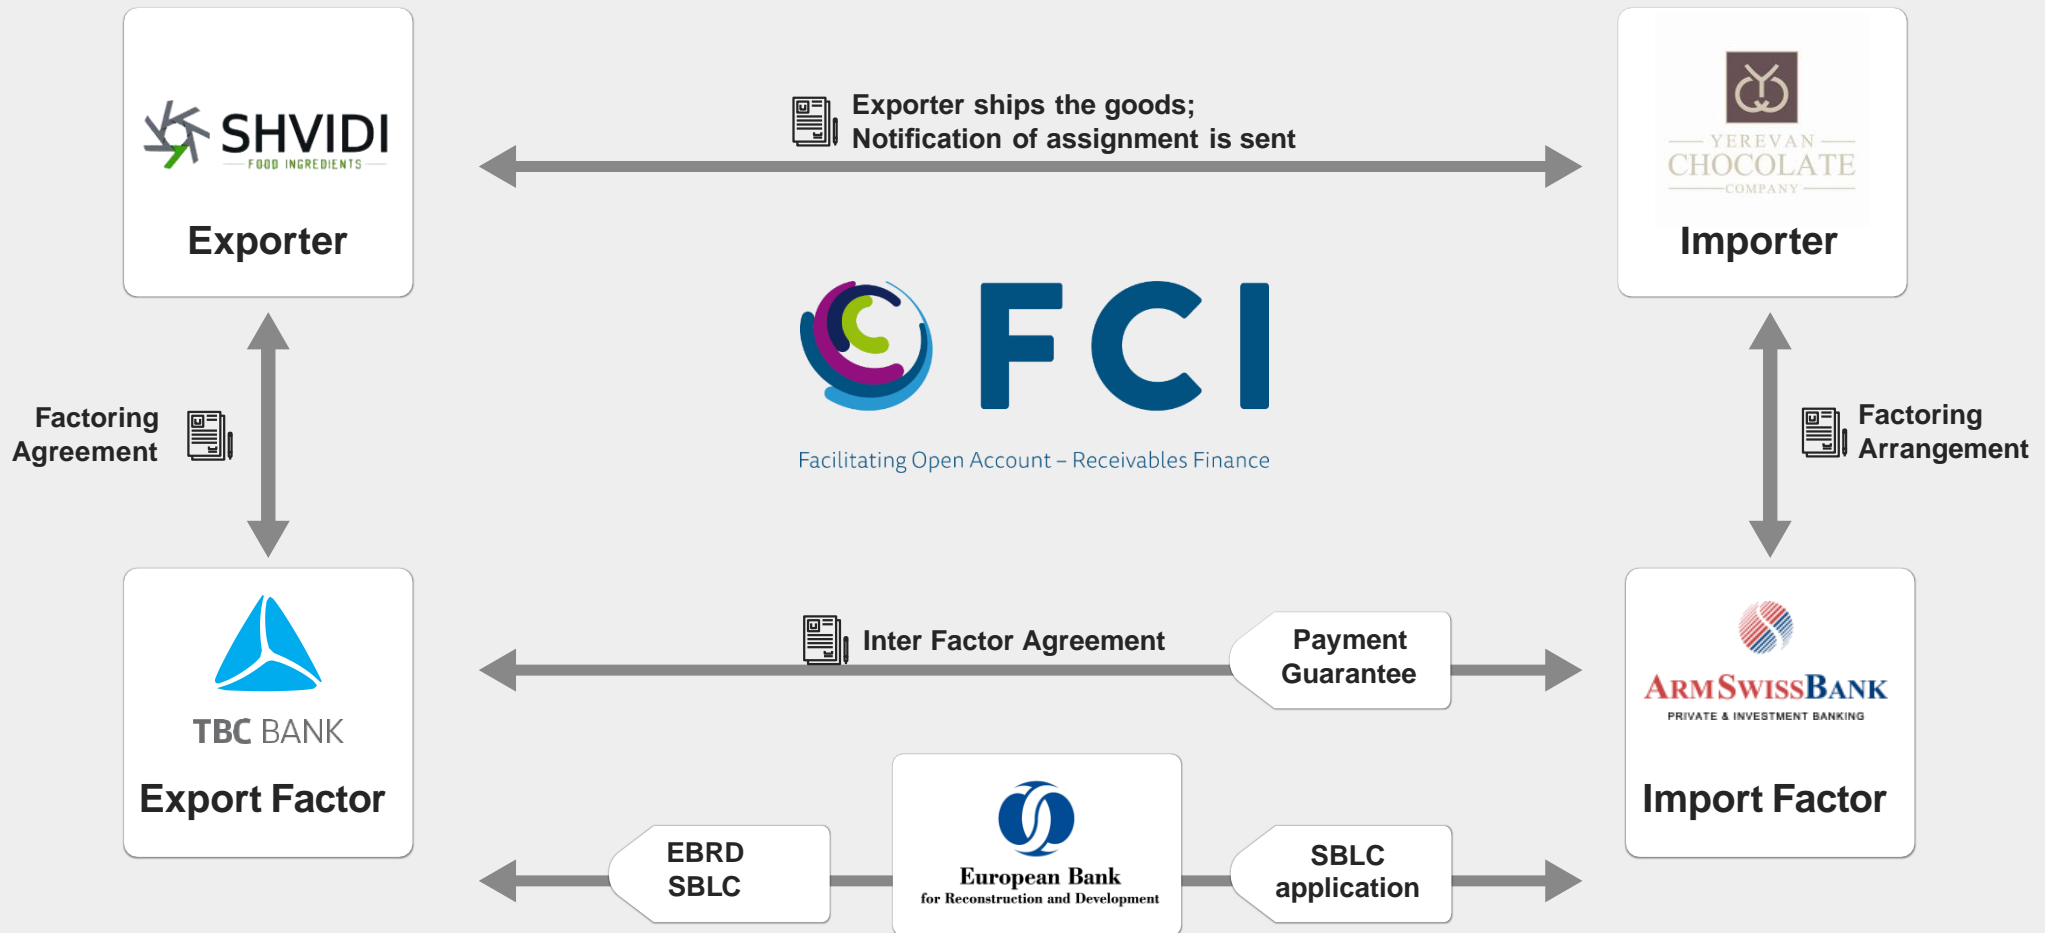 SHVIDI
FOOD INGREDIENTS
Exporter
Exporter ships the goods;
Notification of assignment is sent
YEREVAN
CHOCOLATE
COMPANY
Importer
FCI
Facilitating Open Account – Receivables Finance
Factoring
Agreement
Factoring
Arrangement
TBC BANK
Export Factor
Inter Factor Agreement
Payment
Guarantee
ARMSWISSBANK
PRIVATE & INVESTMENT BANKING
Import Factor
EBRD
SBLC
European Bank
for Reconstruction and Development
SBLC
application